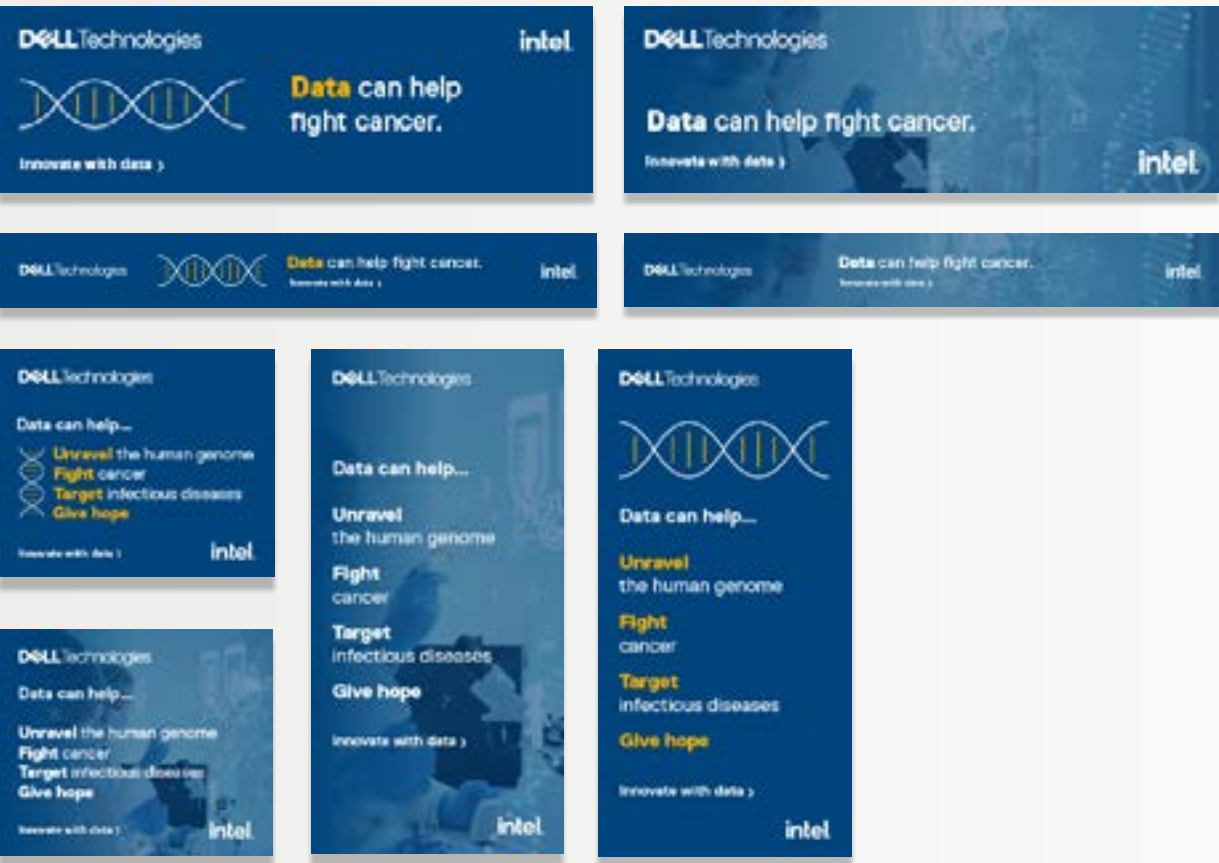 DELLTechnologies
intel.
Data can help
fight cancer.
Innovate with data ›
DELLTechnologies
Data can help fight cancer.
Innovate with data ›
intel.
DELLTechnologies
Data can help fight cancer.
Innovate with data ›
intel.
DELLTechnologies
Data can help fight cancer.
Innovate with data ›
intel.
DELLTechnologies
Data can help...
Unravel the human genome
Fight cancer
Target infectious diseases
Give hope
Innovate with data ›
intel.
DELLTechnologies
Data can help...
Unravel
the human genome
Fight
cancer
Target
infectious diseases
Give hope
Innovate with data ›
intel.
DELLTechnologies
Data can help...
Unravel
the human genome
Fight
cancer
Target
infectious diseases
Give hope
Innovate with data ›
intel.
DELLTechnologies
Data can help...
Unravel the human genome
Fight cancer
Target infectious diseases
Give hope
Innovate with data ›
intel.